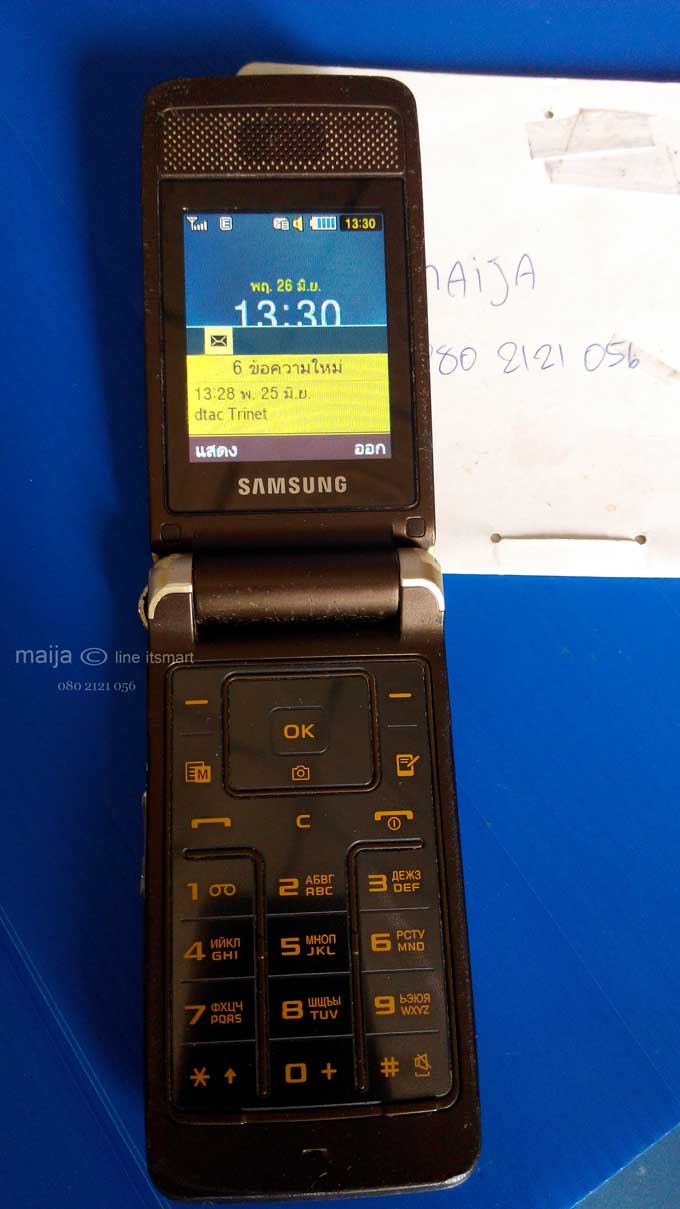 13:30
พฤ. 26 มิ.ย.
13:30
6 ข้อความใหม่
13:28 พ. 25 มิ.ย.
dtac Trinet
แสดง ออก
SAMSUNG
mAiJA
080 2121 056
maija © line itsmart
080 2121 056
OK
M
C
1
2 АБВГ ABC
3 ДЕЖЗ DEF
4 ИЙКЛ GHI
5 МНОП JKL
6 РСТУ MNO
7 ФХЦЧ PQRS
8 ШЩЪЫ TUV
9 ЬЭЮЯ WXYZ
* 0 + #